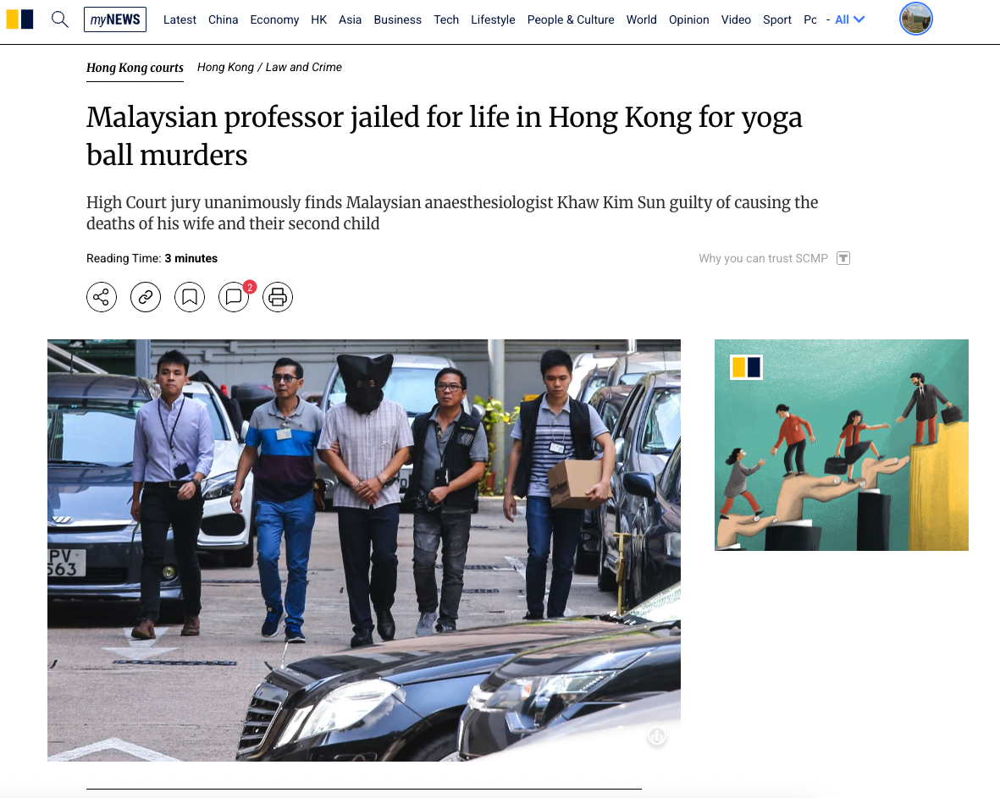 myNEWS Latest China Economy HK Asia Business Tech Lifestyle People & Culture World Opinion Video Sport Pc - All
Hong Kong courts Hong Kong / Law and Crime
Malaysian professor jailed for life in Hong Kong for yoga
ball murders
High Court jury unanimously finds Malaysian anaesthesiologist Khaw Kim Sun guilty of causing the
deaths of his wife and their second child
Reading Time: 3 minutes
Why you can trust SCMP T
2
PV
563